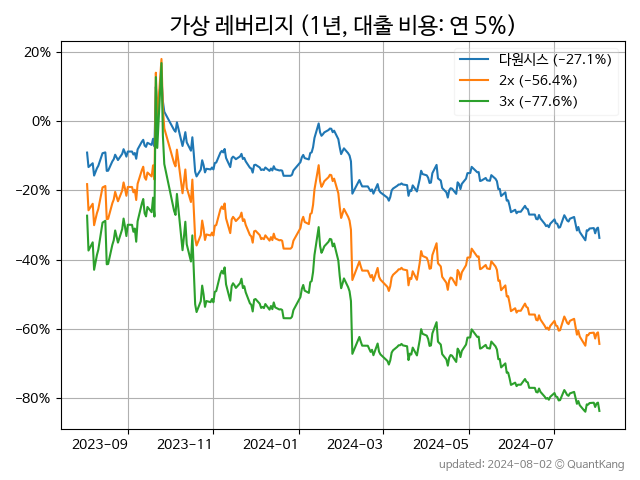 가상 레버리지 (1년, 대출 비용: 연 5%)
20%
0%
−20%
−40%
−60%
−80%
다원시스 (-27.1%)
2x (-56.4%)
3x (-77.6%)
2023-09
2023-11
2024-01
2024-03
2024-05
2024-07
updated: 2024-08-02 © QuantKang